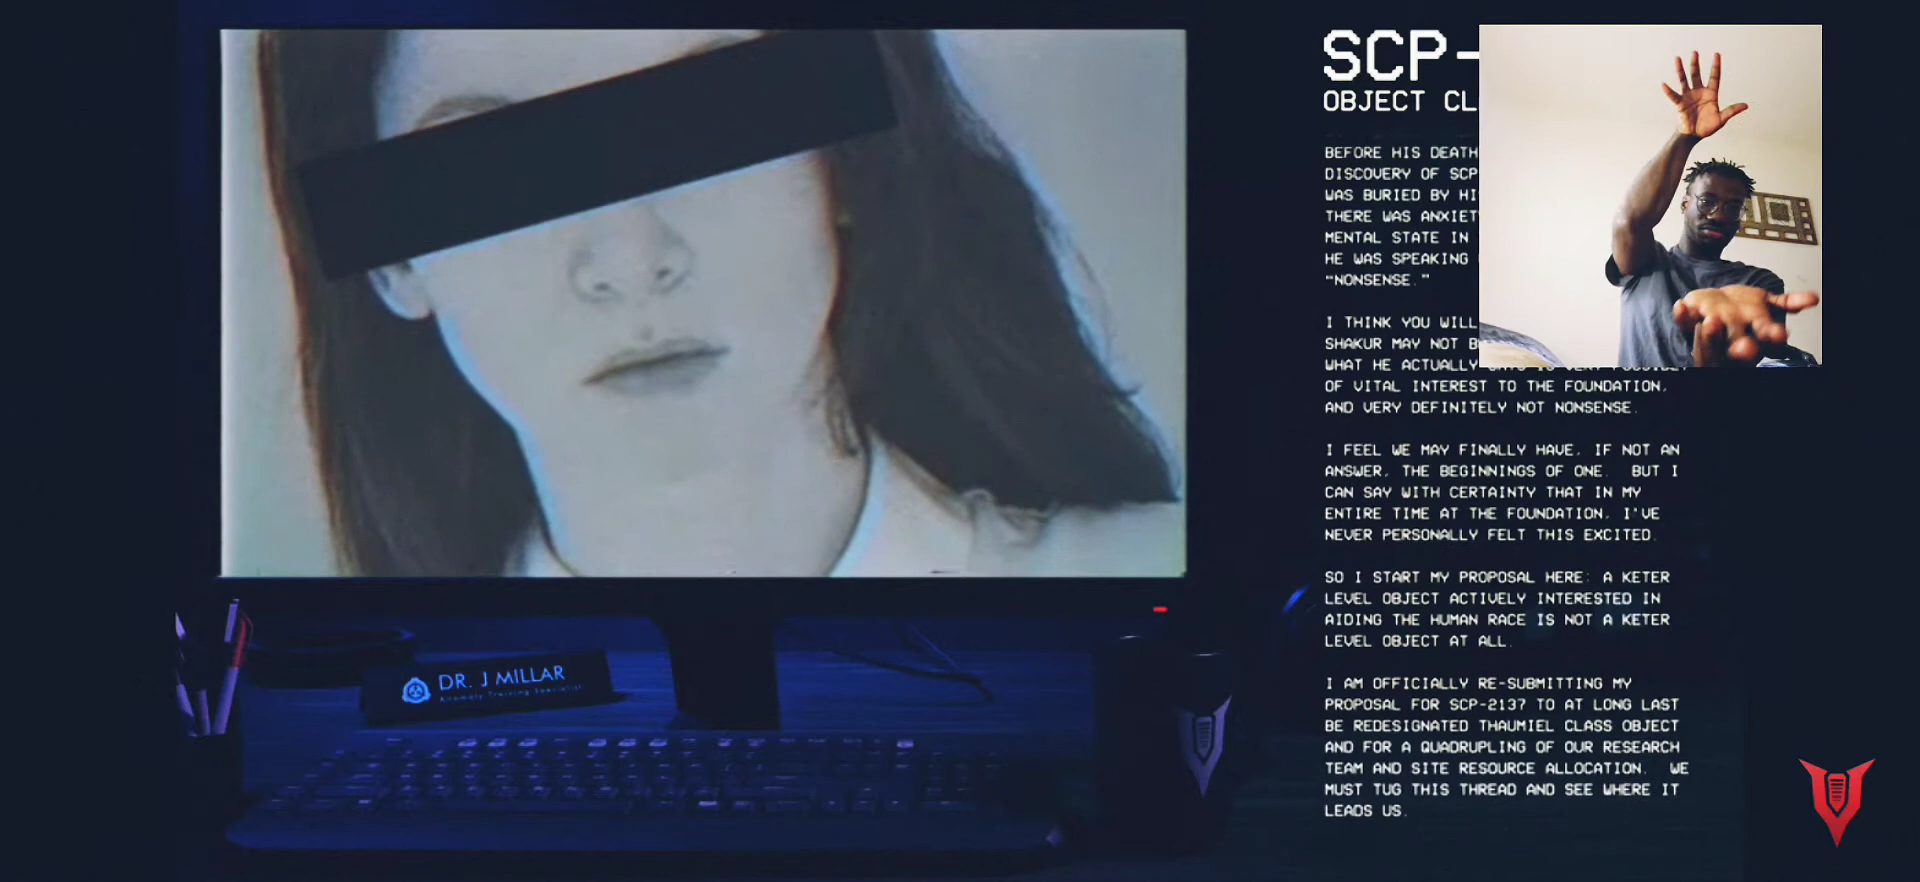 SCP-
OBJECT CL
BEFORE HIS DEATH
DISCOVERY OF SCP
WAS BURIED BY HI
THERE WAS ANXIET
MENTAL STATE IN
HE WAS SPEAKING
"NONSENSE."
I THINK YOU WILL
SHAKUR MAY NOT B
WHAT HE ACTUALLY
OF VITAL INTEREST TO THE FOUNDATION,
AND VERY DEFINITELY NOT NONSENSE.
I FEEL WE MAY FINALLY HAVE, IF NOT AN
ANSWER, THE BEGINNINGS OF ONE. BUT I
CAN SAY WITH CERTAINTY THAT IN MY
ENTIRE TIME AT THE FOUNDATION, I'VE
NEVER PERSONALLY FELT THIS EXCITED.
SO I START MY PROPOSAL HERE: A KETER
LEVEL OBJECT ACTIVELY INTERESTED IN
AIDING THE HUMAN RACE IS NOT A KETER
LEVEL OBJECT AT ALL.
I AM OFFICIALLY RE-SUBMITTING MY
PROPOSAL FOR SCP-2137 TO AT LONG LAST
BE REDESIGNATED THAUMIEL CLASS OBJECT
AND FOR A QUADRUPLING OF OUR RESEARCH
TEAM AND SITE RESOURCE ALLOCATION. WE
MUST TUG THIS THREAD AND SEE WHERE IT
LEADS US.
DR. J MILLAR
Anomaly Training Specialist